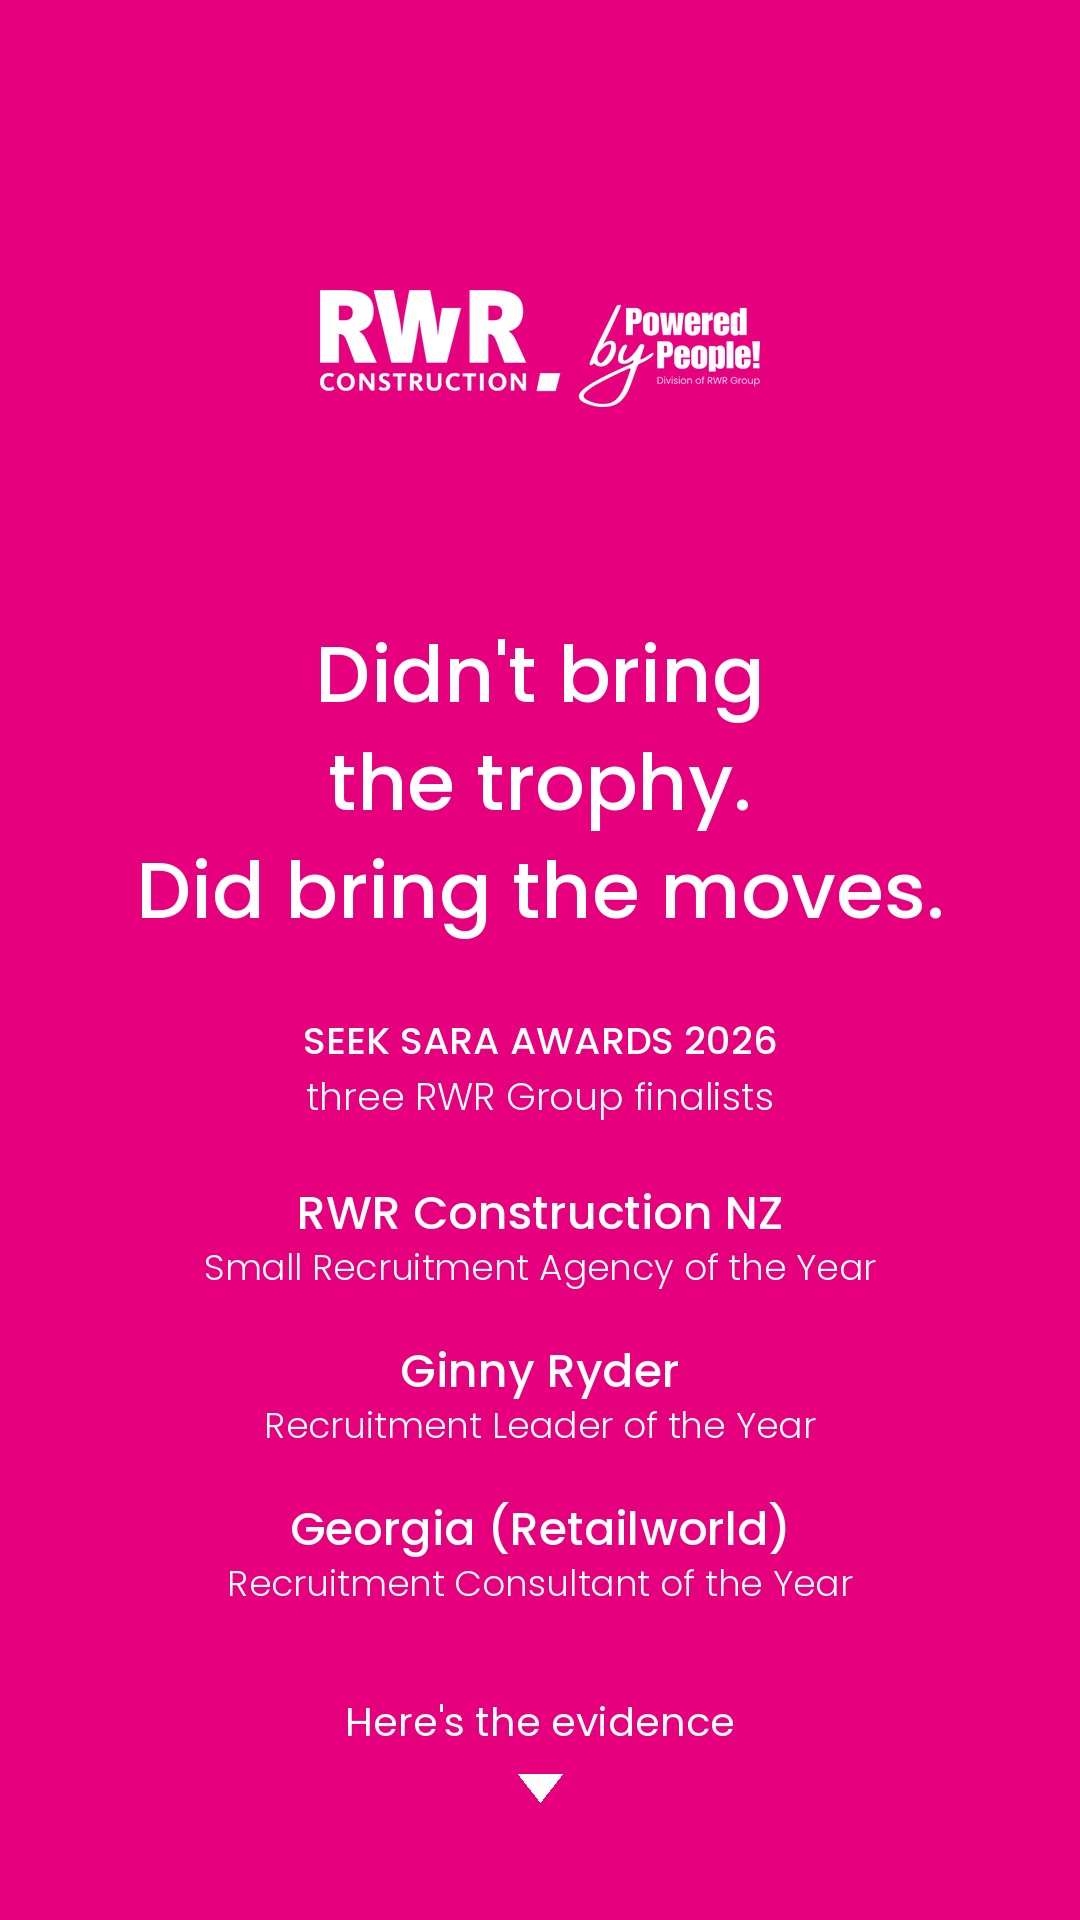 RWR
CONSTRUCTION
Powered
by People!
Division of RWR Group
Didn't bring
the trophy.
Did bring the moves.
SEEK SARA AWARDS 2026
three RWR Group finalists
RWR Construction NZ
Small Recruitment Agency of the Year
Ginny Ryder
Recruitment Leader of the Year
Georgia (Retailworld)
Recruitment Consultant of the Year
Here's the evidence